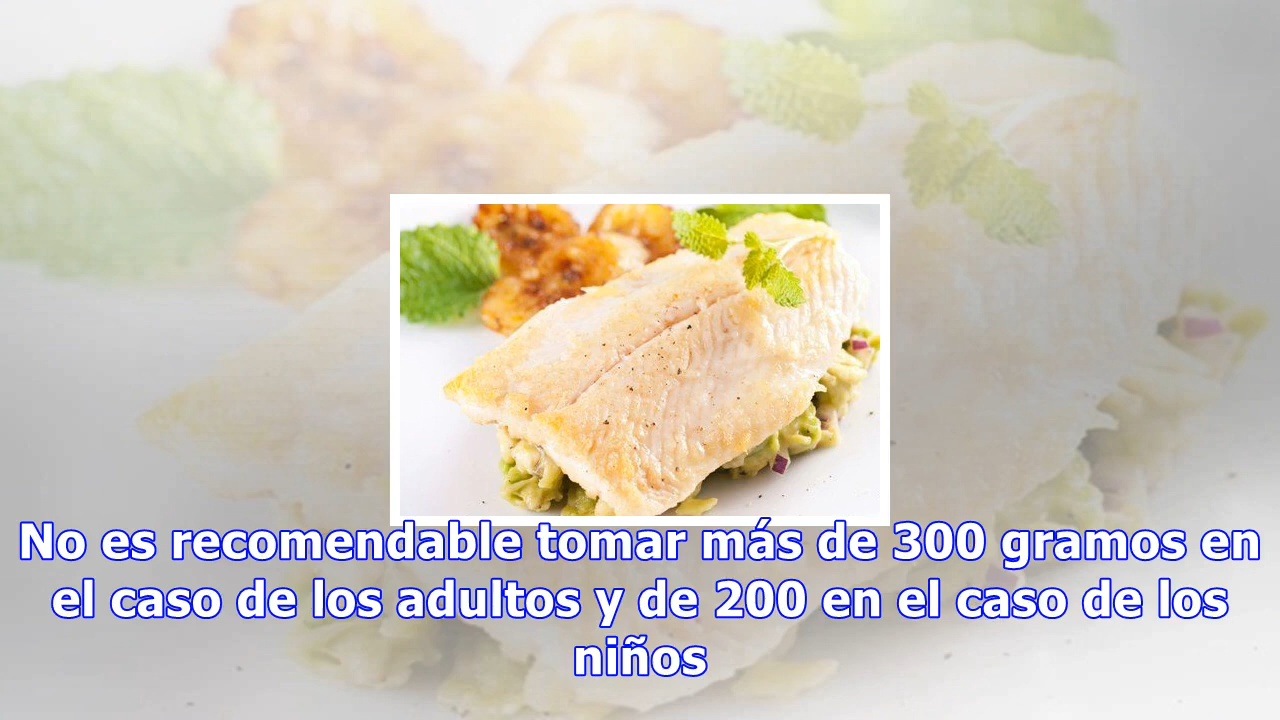 No es recomendable tomar más de 300 gramos en
el caso de los adultos y de 200 en el caso de los
niños